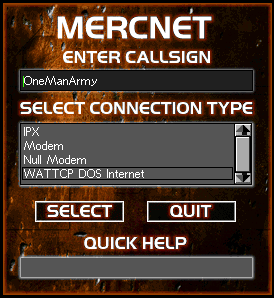 MERCNET
ENTER CALLSIGN
OneManArmy
SELECT CONNECTION TYPE
IPX
Modem
Null Modem
WATTCP DOS Internet
SELECT
QUIT
QUICK HELP